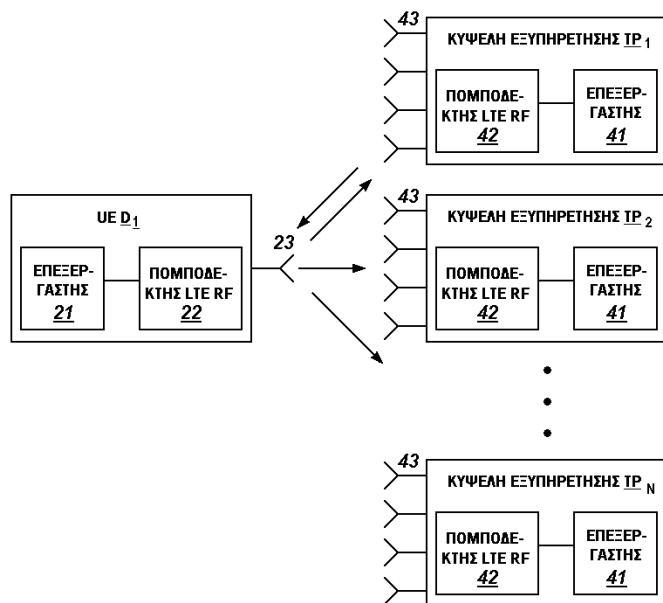 43
ΚΥΨΕΛΗ ΕΞΥΠΗΡΕΤΗΣΗΣ TP 1
ΠΟΜΠΟΔΕ-
ΚΤΗΣ LTE RF
42
ΕΠΕΞΕΡ-
ΓΑΣΤΗΣ
41
UE D1
ΕΠΕΞΕΡ-
ΓΑΣΤΗΣ
21
ΠΟΜΠΟΔΕ-
ΚΤΗΣ LTE RF
22
23
43
ΚΥΨΕΛΗ ΕΞΥΠΗΡΕΤΗΣΗΣ TP 2
ΠΟΜΠΟΔΕ-
ΚΤΗΣ LTE RF
42
ΕΠΕΞΕΡ-
ΓΑΣΤΗΣ
41
43
ΚΥΨΕΛΗ ΕΞΥΠΗΡΕΤΗΣΗΣ TP N
ΠΟΜΠΟΔΕ-
ΚΤΗΣ LTE RF
42
ΕΠΕΞΕΡ-
ΓΑΣΤΗΣ
41